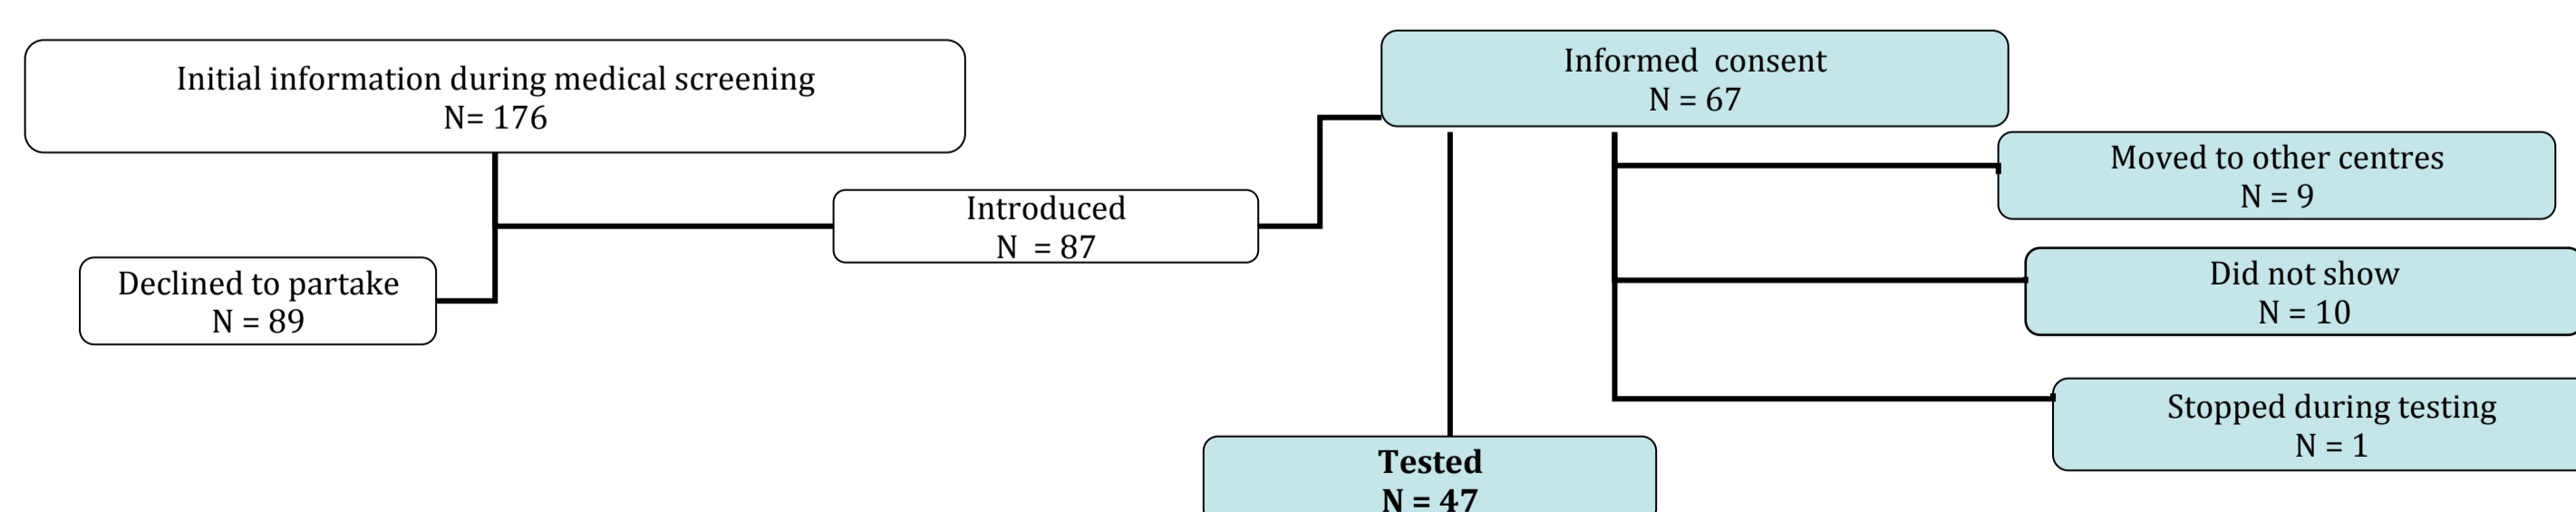 Initial information during medical screening
N= 176
Declined to partake
N = 89
Introduced
N = 87
Informed consent
N = 67
Moved to other centres
N = 9
Did not show
N = 10
Stopped during testing
N = 1
Tested
N = 47